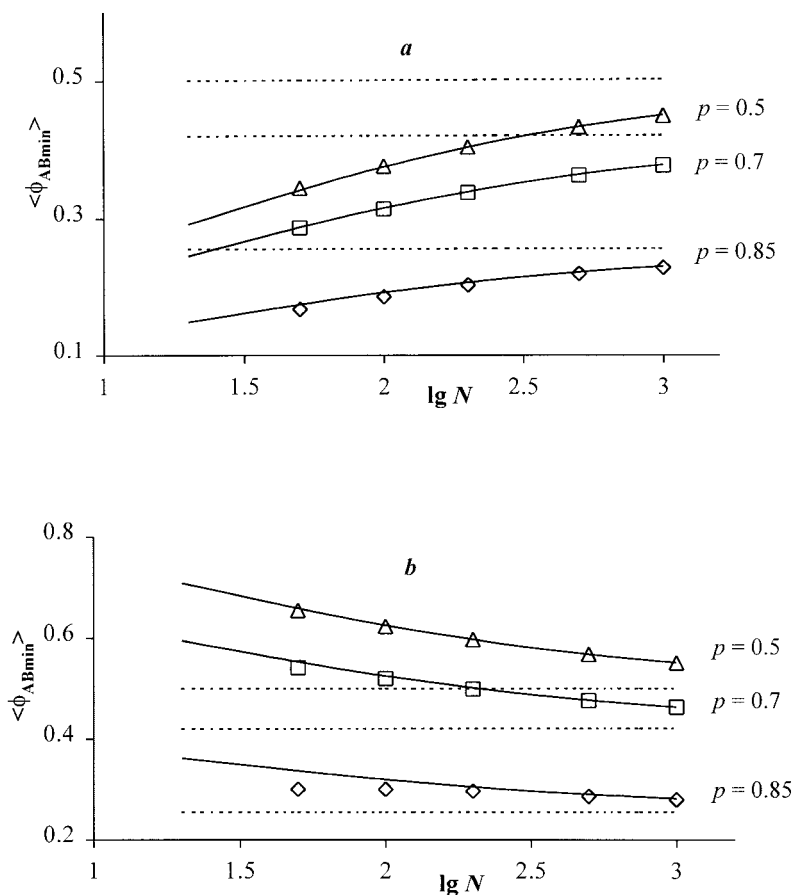 a
0.5
0.3
0.1
<ϕABmin>
p = 0.5
p = 0.7
p = 0.85
1
1.5
2
2.5
3
lg N
b
0.8
0.6
0.4
0.2
<ϕABmin>
p = 0.5
p = 0.7
p = 0.85
1
1.5
2
2.5
3
lg N